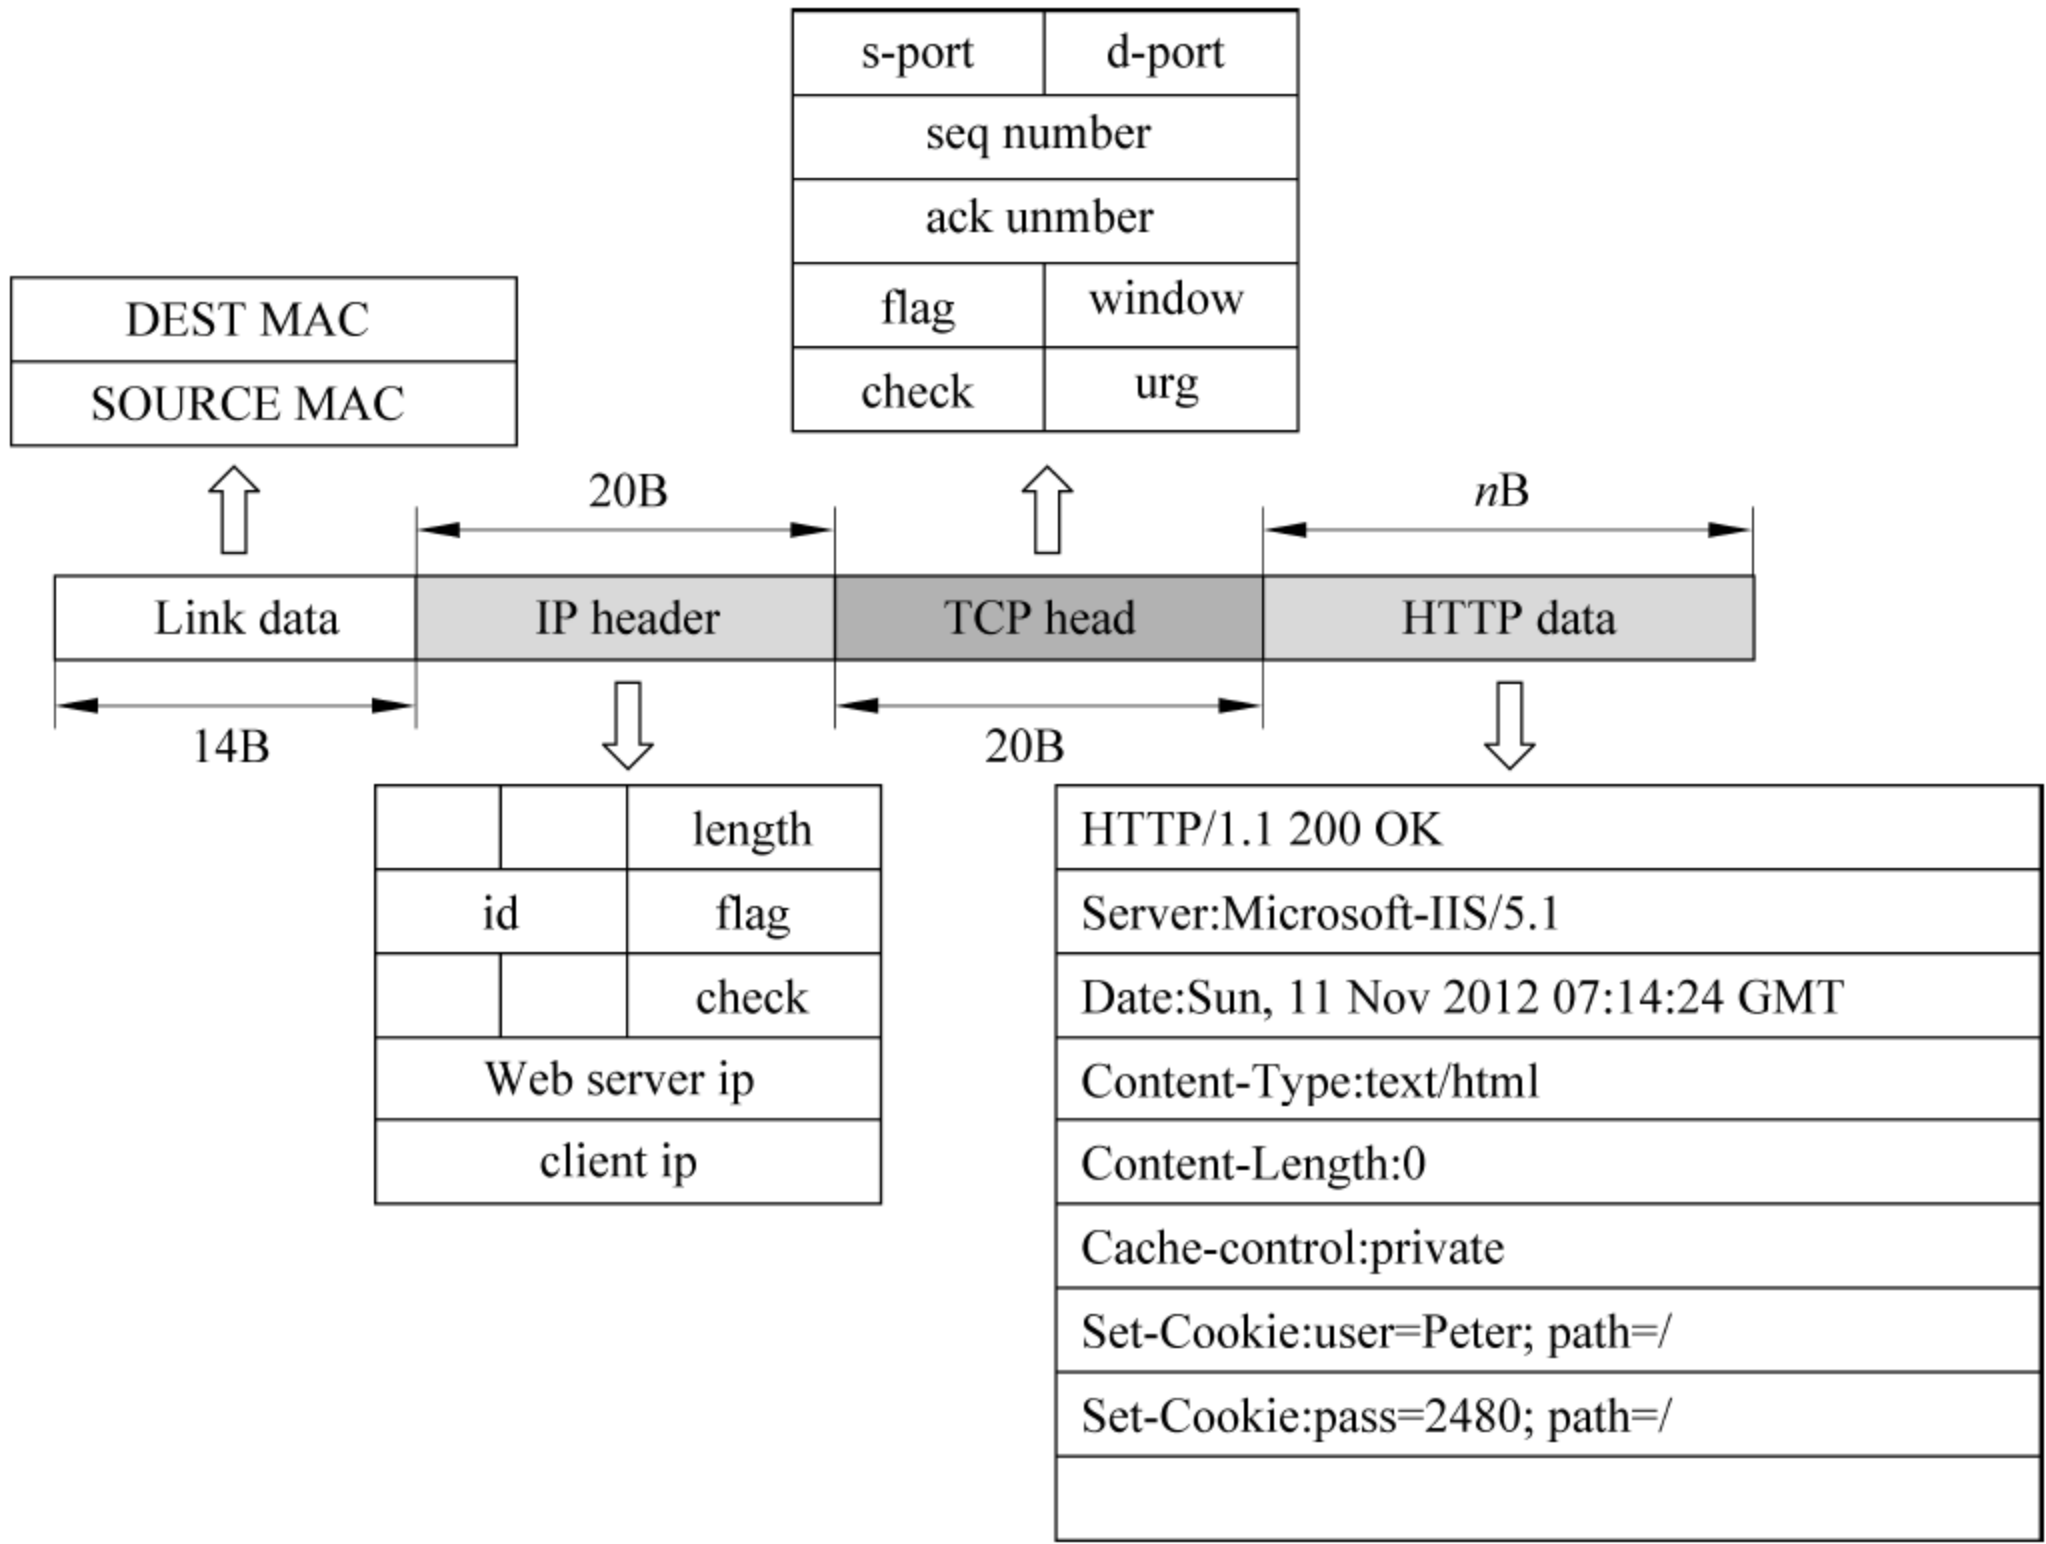 s-port d-port
seq number
ack unmber
flag window
check urg
DEST MAC
SOURCE MAC
20B nB
Link data IP header TCP head HTTP data
14B 20B
length
id flag
check
Web server ip
client ip
HTTP/1.1 200 OK
Server:Microsoft-IIS/5.1
Date:Sun, 11 Nov 2012 07:14:24 GMT
Content-Type:text/html
Content-Length:0
Cache-control:private
Set-Cookie:user=Peter; path=/
Set-Cookie:pass=2480; path=/